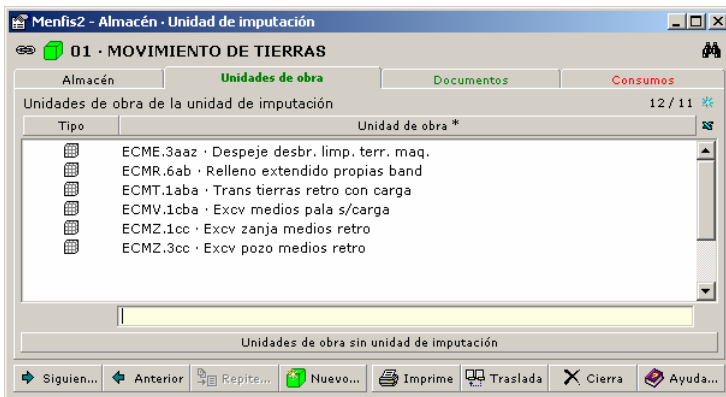 Menfis2 - Almacén · Unidad de imputación
01 · MOVIMIENTO DE TIERRAS
Almacén Unidades de obra Documentos Consumos
Unidades de obra de la unidad de imputación 12 / 11
Tipo Unidad de obra *
ECME.3aaz · Despeje desbr. limp. terr. maq.
ECMR.6ab · Relleno extendido propias band
ECMT.1aba · Trans tierras retro con carga
ECMV.1cba · Excv medios pala s/carga
ECMZ.1cc · Excv zanja medios retro
ECMZ.3cc · Excv pozo medios retro
Unidades de obra sin unidad de imputación
Siguien... Anterior Repite... Nuevo... Imprime Traslada Cierra Ayuda...